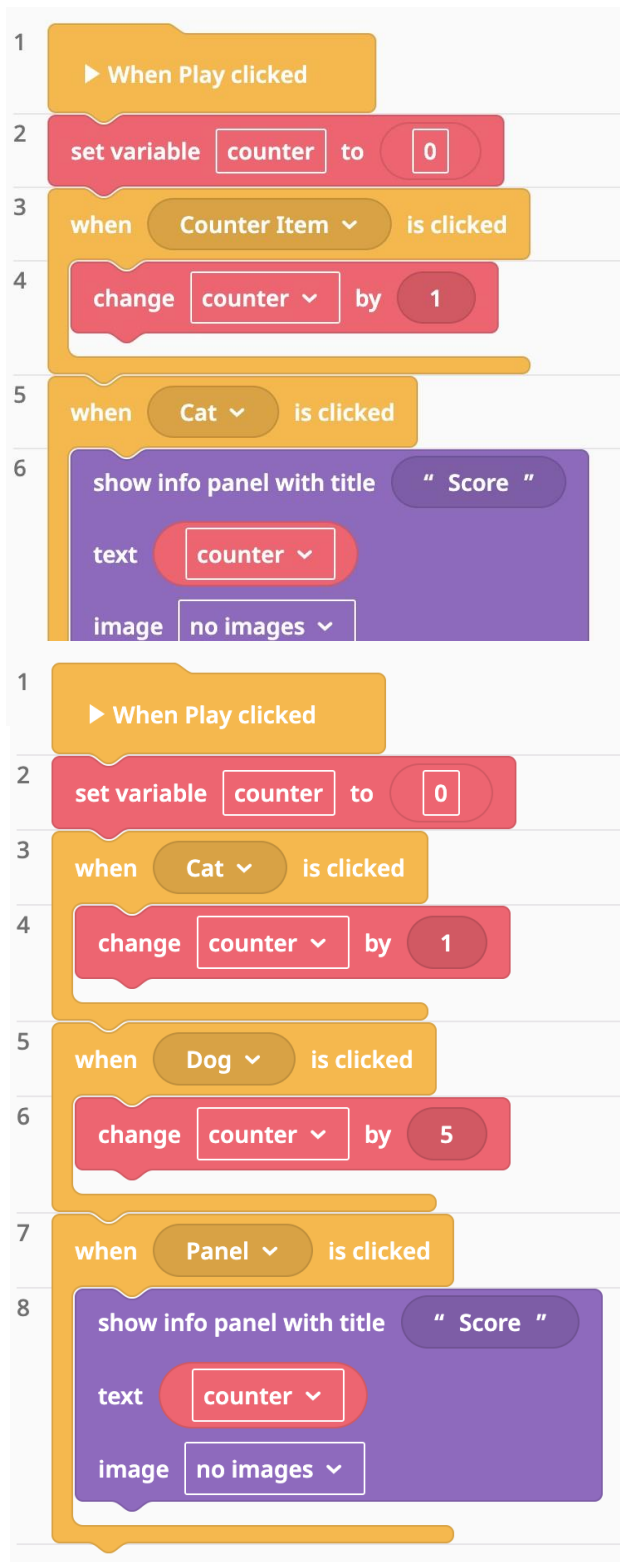 1
When Play clicked
2
set variable counter to 0
3
when Counter Item is clicked
4
change counter by 1
5
when Cat is clicked
6
show info panel with title “ Score ”
text counter
image no images
1
When Play clicked
2
set variable counter to 0
3
when Cat is clicked
4
change counter by 1
5
when Dog is clicked
6
change counter by 5
7
when Panel is clicked
8
show info panel with title “ Score ”
text counter
image no images